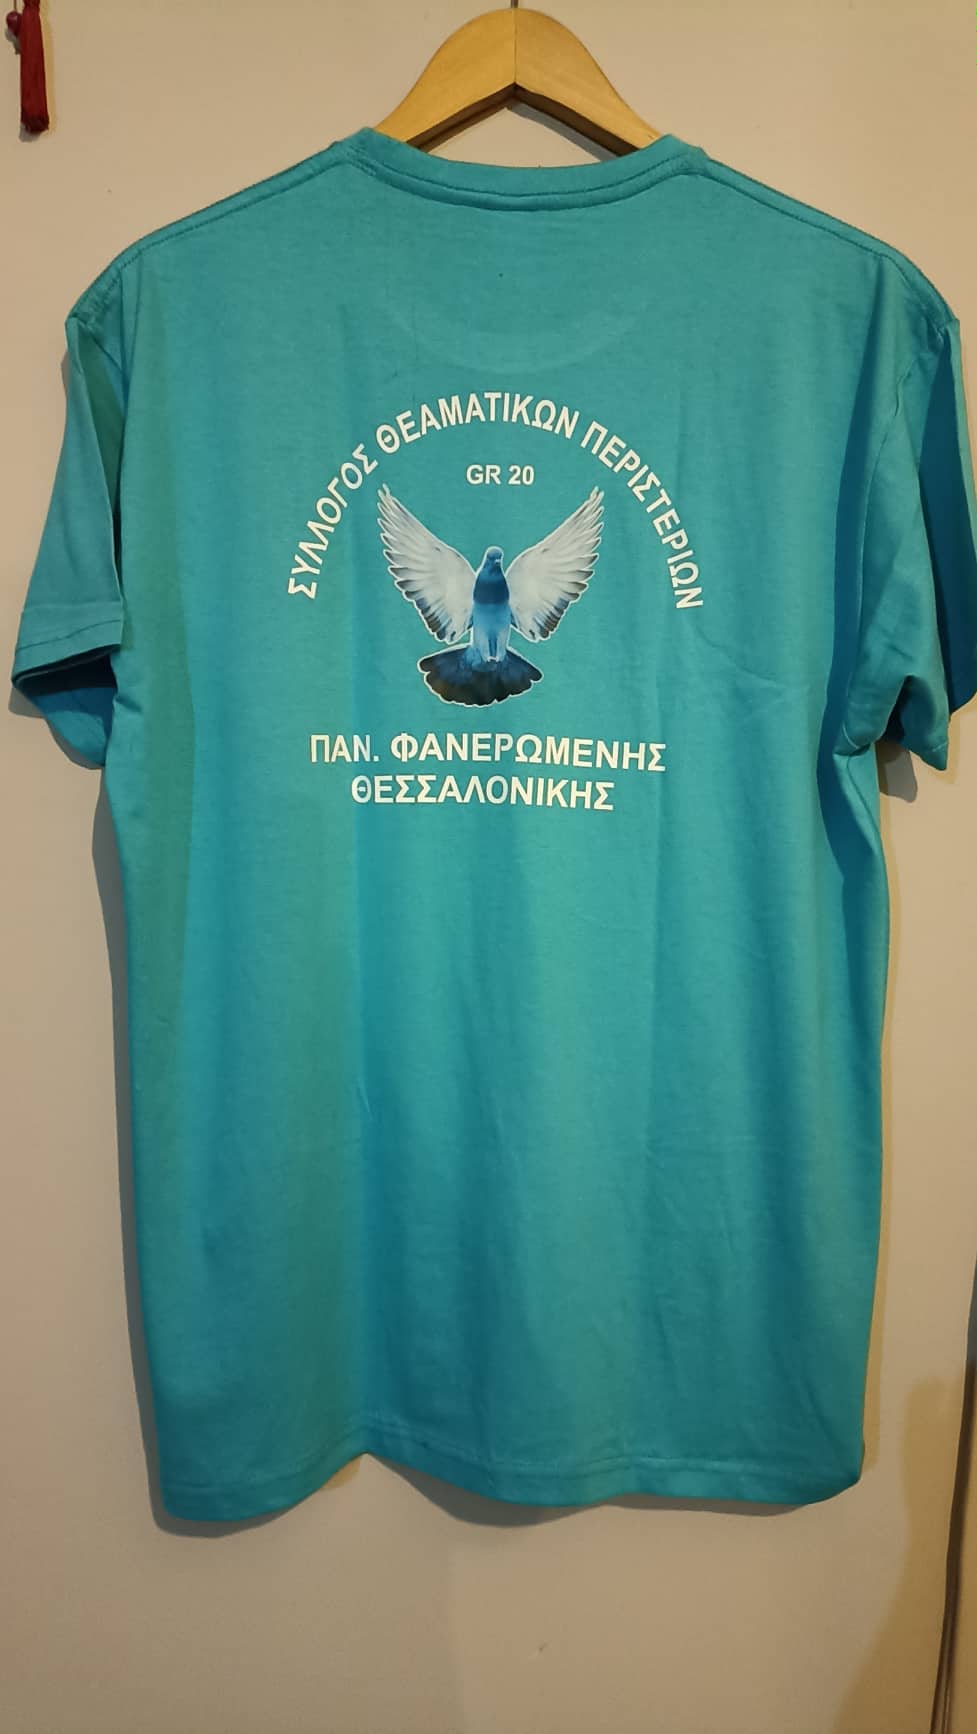 ΣΥΛΛΟΓΟΣ ΘΕΑΜΑΤΙΚΩΝ ΠΕΡΙΣΤΕΡΙΩΝ
GR 20
ΠΑΝ. ΦΑΝΕΡΩΜΕΝΗΣ
ΘΕΣΣΑΛΟΝΙΚΗΣ